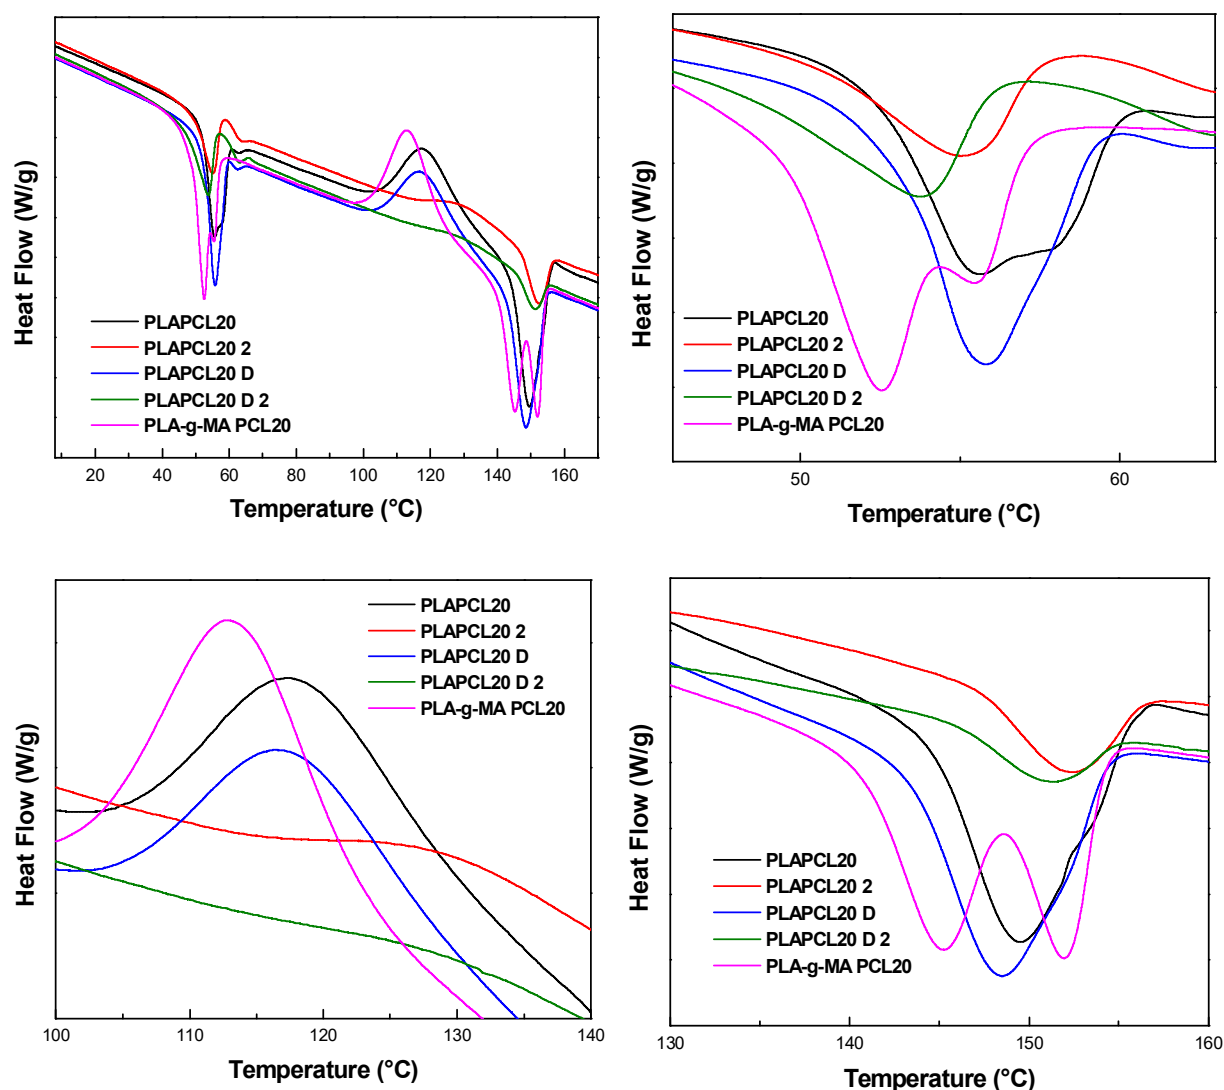 Heat Flow (W/g)
PLAPCL20
PLAPCL20 2
PLAPCL20 D
PLAPCL20 D 2
PLA-g-MA PCL20
20 40 60 80 100 120 140 160
Temperature (°C)
Heat Flow (W/g)
PLAPCL20
PLAPCL20 2
PLAPCL20 D
PLAPCL20 D 2
PLA-g-MA PCL20
50 60
Temperature (°C)
Heat Flow (W/g)
PLAPCL20
PLAPCL20 2
PLAPCL20 D
PLAPCL20 D 2
PLA-g-MA PCL20
100 110 120 130 140
Temperature (°C)
Heat Flow (W/g)
PLAPCL20
PLAPCL20 2
PLAPCL20 D
PLAPCL20 D 2
PLA-g-MA PCL20
130 140 150 160
Temperature (°C)